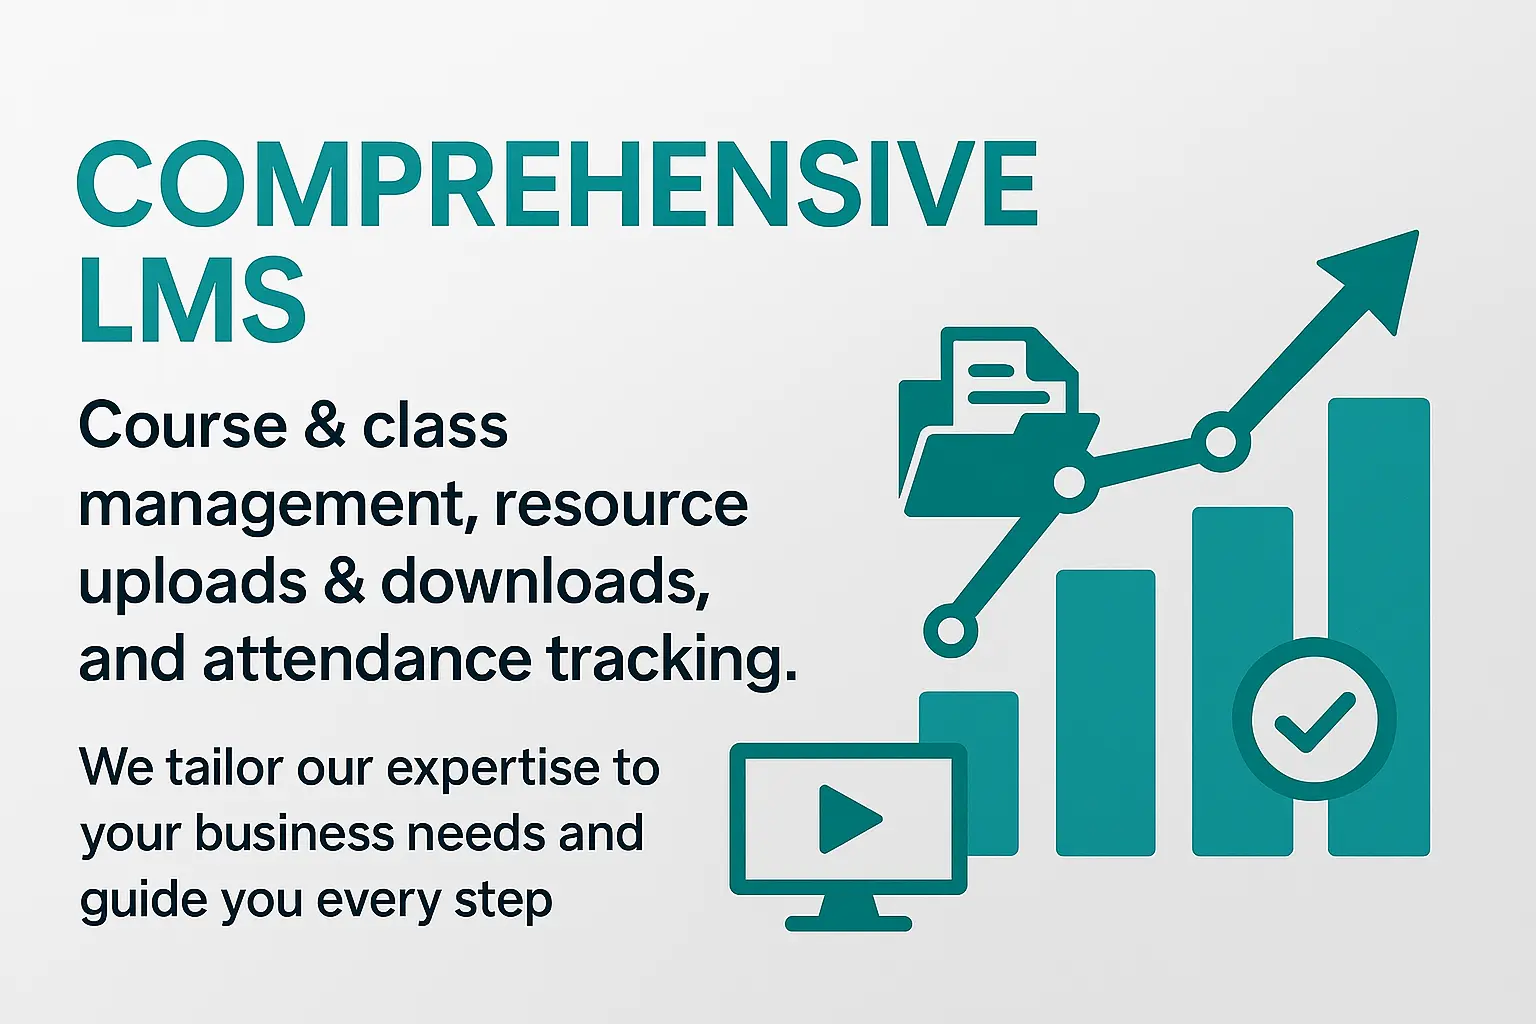 COMPREHENSIVE
LMS
Course & class
management, resource
uploads & downloads,
and attendance tracking.
We tailor our expertise to
your business needs and
guide you every step